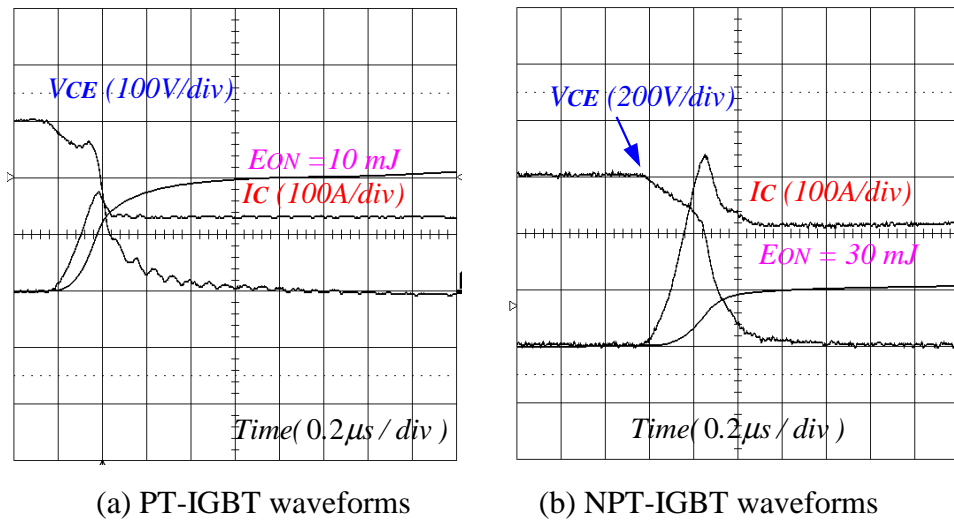 VCE (100V/div)
EON =10 mJ
IC (100A/div)
Time( 0.2μs / div )
(a) PT-IGBT waveforms
VCE (200V/div)
IC (100A/div)
EON = 30 mJ
Time( 0.2μs / div )
(b) NPT-IGBT waveforms